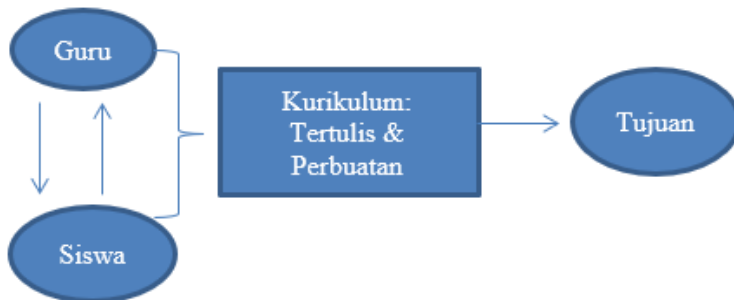 Guru
Kurikulum:
Tertulis &
Perbuatan
Tujuan
Siswa